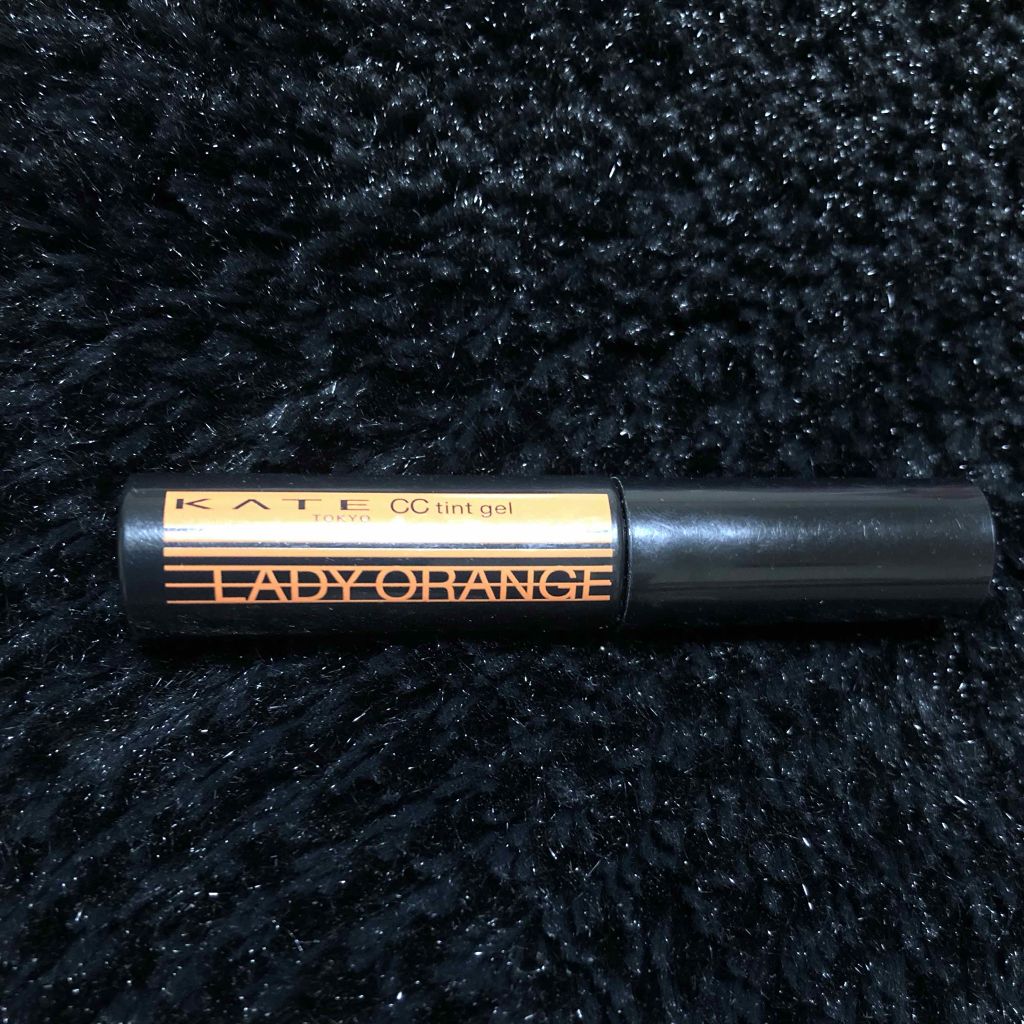 KATE CC tint gel
TOKYO
LADY ORANGE